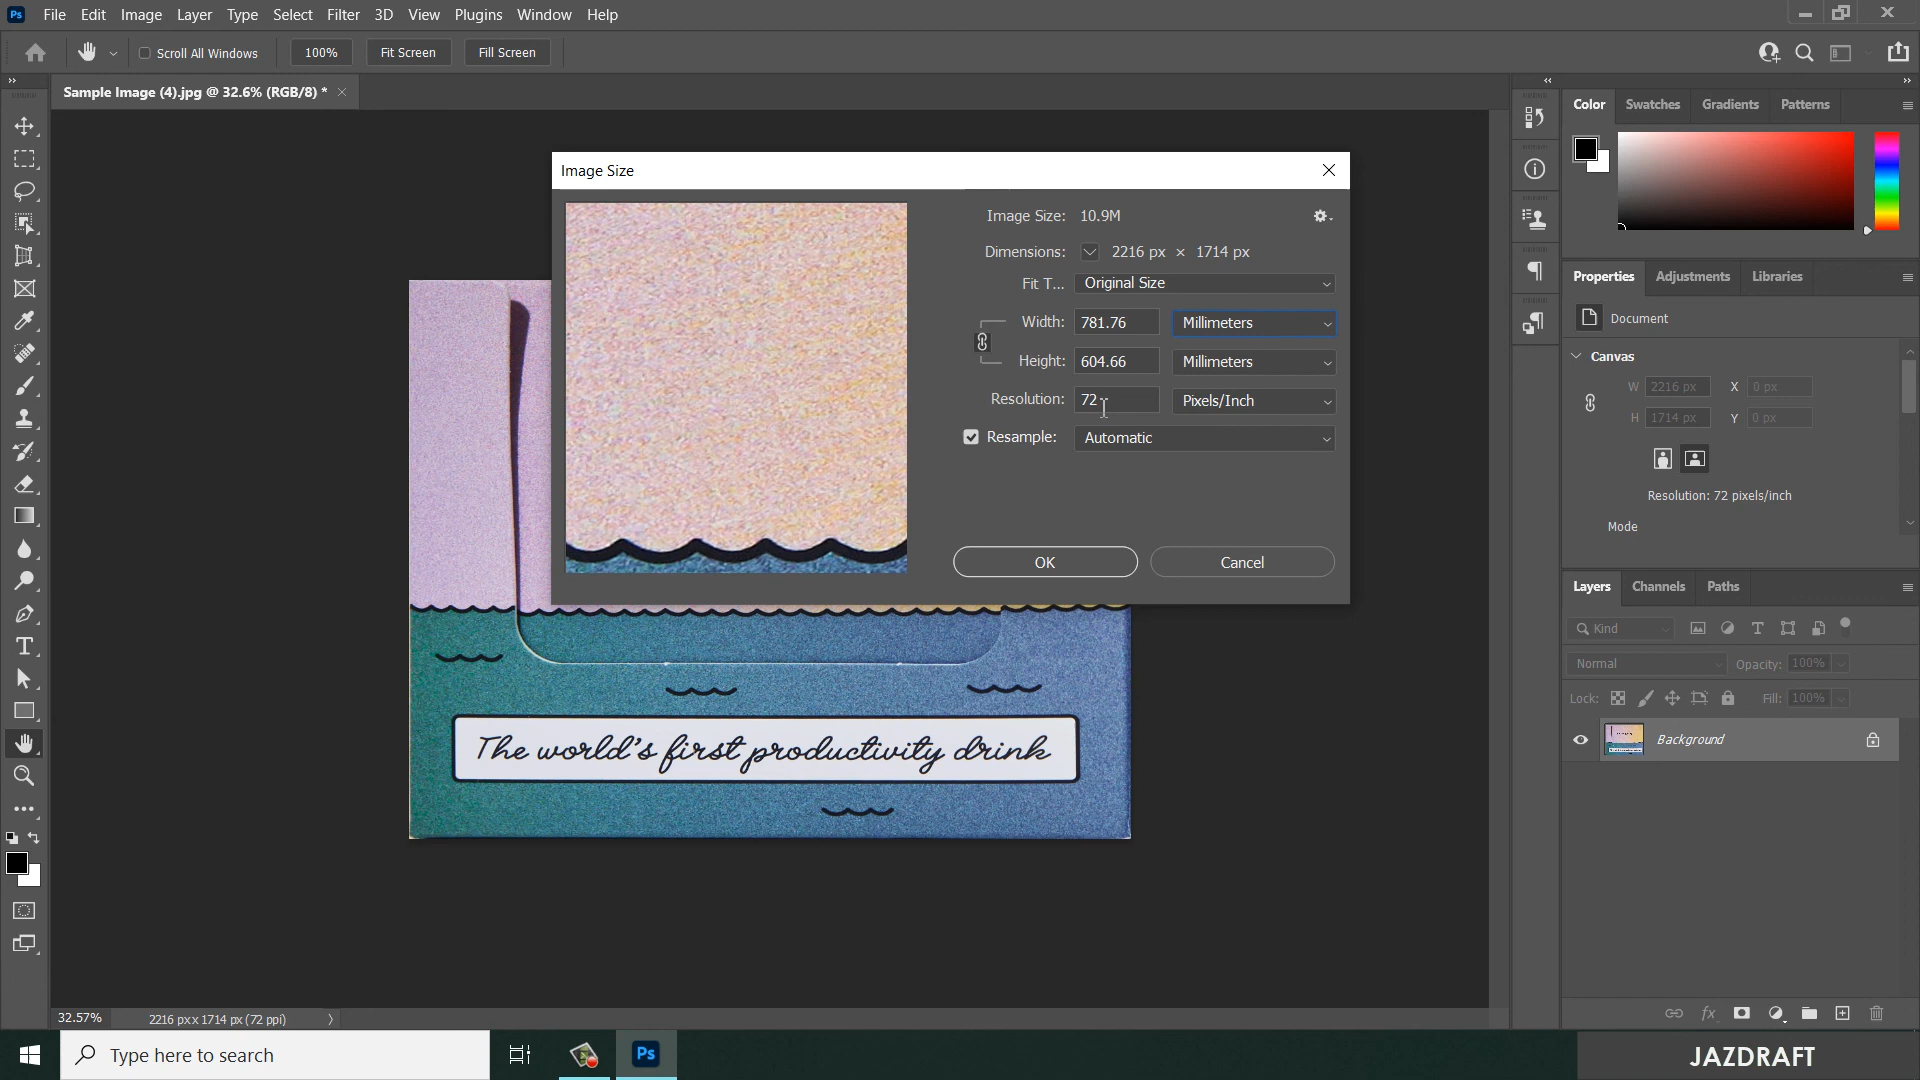 Ps File Edit Image Layer Type Select Filter 3D View Plugins Window Help
Scroll All Windows 100% Fit Screen Fill Screen
Sample Image (4).jpg @ 32.6% (RGB/8) *
Color Swatches Gradients Patterns
Image Size
Image Size: 10.9M
Dimensions: 2216 px × 1714 px
Fit T... Original Size
Width: 781.76 Millimeters
Height: 604.66 Millimeters
Resolution: 72 Pixels/Inch
Resample: Automatic
OK Cancel
Properties Adjustments Libraries
Document
Canvas
W 2216 px X 0 px
H 1714 px Y 0 px
Resolution: 72 pixels/inch
Mode
Layers Channels Paths
Kind
Normal Opacity: 100%
Lock: Fill: 100%
Background
The world's first productivity drink
32.57% 2216 px x 1714 px (72 ppi)
Type here to search
Ps
JAZDRAFT